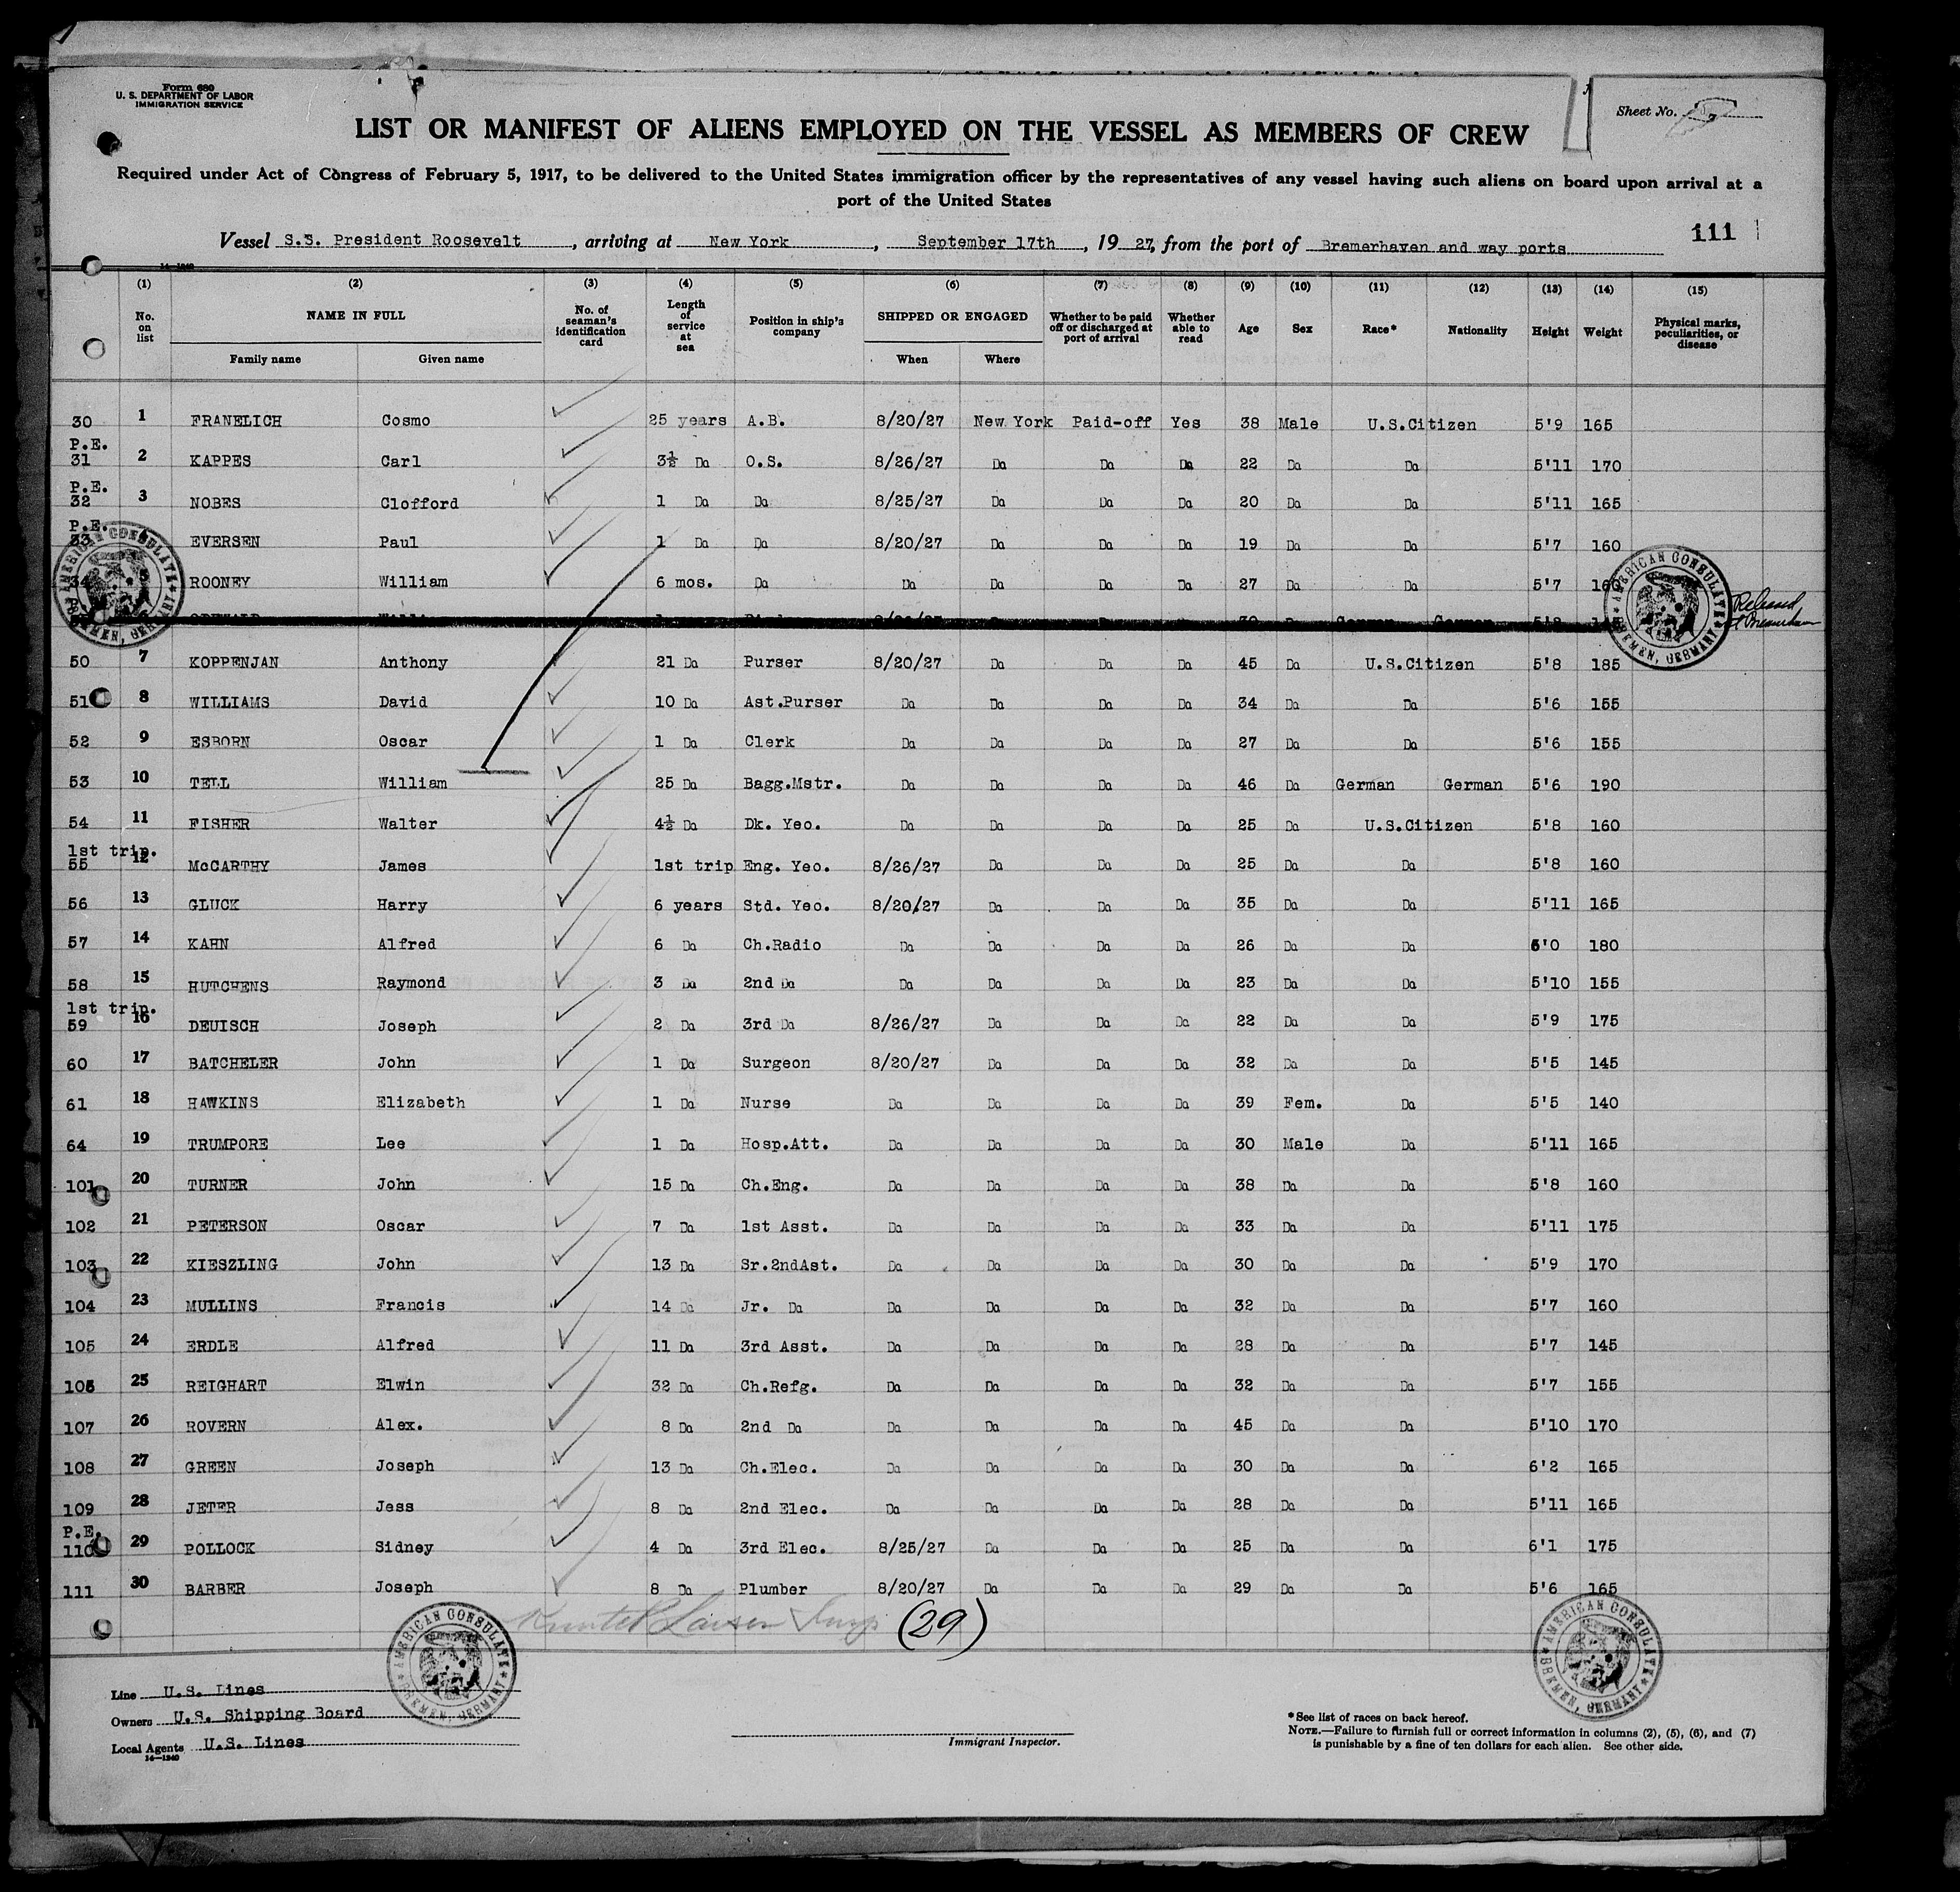 Form 680
U. S. DEPARTMENT OF LABOR
IMMIGRATION SERVICE
Sheet No.
LIST OR MANIFEST OF ALIENS EMPLOYED ON THE VESSEL AS MEMBERS OF CREW
Required under Act of Congress of February 5, 1917, to be delivered to the United States immigration officer by the representatives of any vessel having such aliens on board upon arrival at a
port of the United States
111
Vessel S.S. President Roosevelt, arriving at New York, September 17th, 19 27, from the port of Bremerhaven and way ports
14-1240
(1) (2) (3) (4) (5) (6) (7) (8) (9) (10) (11) (12) (13) (14) (15)
No. on list NAME IN FULL No. of seaman's identification card Length of service at sea Position in ship's company SHIPPED OR ENGAGED Whether to be paid off or discharged at port of arrival Whether able to read Age Sex Race* Nationality Height Weight Physical marks, peculiarities, or disease
Family name Given name When Where
30 1 FRANELICH Cosmo 25 years A.B. 8/20/27 New York Paid-off Yes 38 Male U.S.Citizen 5'9 165
P.E.
31 2 KAPPES Carl 3½ Do O.S. 8/26/27 Do Do Do 22 Do Do 5'11 170
P.E.
32 3 NOBES Clofford 1 Do Do 8/25/27 Do Do Do 20 Do Do 5'11 165
P.E.
33 EVERSEN Paul 1 Do Do 8/20/27 Do Do Do 19 Do Do 5'7 160
34 5 ROONEY William 6 mos. Do Do Do Do Do 27 Do Do 5'7 160
German German
Released
50 7 KOPPENJAN Anthony 21 Do Purser 8/20/27 Do Do Do 45 Do U.S.Citizen 5'8 185
51 8 WILLIAMS David 10 Do Ast.Purser Do Do Do Do 34 Do Do 5'6 155
52 9 ESBORN Oscar 1 Do Clerk Do Do Do Do 27 Do Do 5'6 155
53 10 TELL William 25 Do Bagg.Mstr. Do Do Do Do 46 Do German German 5'6 190
54 11 FISHER Walter 4½ Do Dk. Yeo. Do Do Do Do 25 Do U.S.Citizen 5'8 160
1st trip.
55 12 McCARTHY James 1st trip Eng. Yeo. 8/26/27 Do Do Do 25 Do Do 5'8 160
56 13 GLUCK Harry 6 years Std. Yeo. 8/20/27 Do Do Do 35 Do Do 5'11 165
57 14 KAHN Alfred 6 Do Ch.Radio Do Do Do Do 26 Do Do 6'0 180
58 15 HUTCHENS Raymond 3 Do 2nd Do Do Do Do Do 23 Do Do 5'10 155
1st trip.
59 16 DEUISCH Joseph 2 Do 3rd Do 8/26/27 Do Do Do 22 Do Do 5'9 175
60 17 BATCHELER John 1 Do Surgeon 8/20/27 Do Do Do 32 Do Do 5'5 145
61 18 HAWKINS Elizabeth 1 Do Nurse Do Do Do Do 39 Fem. Do 5'5 140
64 19 TRUMPORE Lee 1 Do Hosp.Att. Do Do Do Do 30 Male Do 5'11 165
101 20 TURNER John 15 Do Ch.Eng. Do Do Do Do 38 Do Do 5'8 160
102 21 PETERSON Oscar 7 Do 1st Asst. Do Do Do Do 33 Do Do 5'11 175
103 22 KIESZLING John 13 Do Sr.2ndAst. Do Do Do Do 30 Do Do 5'9 170
104 23 MULLINS Francis 14 Do Jr. Do Do Do Do Do 32 Do Do 5'7 160
105 24 ERDLE Alfred 11 Do 3rd Asst. Do Do Do Do 28 Do Do 5'7 145
106 25 REIGHART Elwin 32 Do Ch.Refg. Do Do Do Do 32 Do Do 5'7 155
107 26 ROVERN Alex. 8 Do 2nd Do Do Do Do Do 45 Do Do 5'10 170
108 27 GREEN Joseph 13 Do Ch.Elec. Do Do Do Do 30 Do Do 6'2 165
109 28 JETER Jess 8 Do 2nd Elec. Do Do Do Do 28 Do Do 5'11 165
P.E.
110 29 POLLOCK Sidney 4 Do 3rd Elec. 8/25/27 Do Do Do 25 Do Do 6'1 175
111 30 BARBER Joseph 8 Do Plumber 8/20/27 Do Do Do 29 Do Do 5'6 165
(29)
AMERICAN CONSULATE
BREMEN, GERMANY
AMERICAN CONSULATE
BREMEN, GERMANY
AMERICAN CONSULATE
BREMEN, GERMANY
AMERICAN CONSULATE
BREMEN, GERMANY
Line U.S. Lines
Owners U.S. Shipping Board
Local Agents U.S. Lines
14-1240
Immigrant Inspector.
*See list of races on back hereof.
NOTE.—Failure to furnish full or correct information in columns (2), (5), (6), and (7)
is punishable by a fine of ten dollars for each alien. See other side.